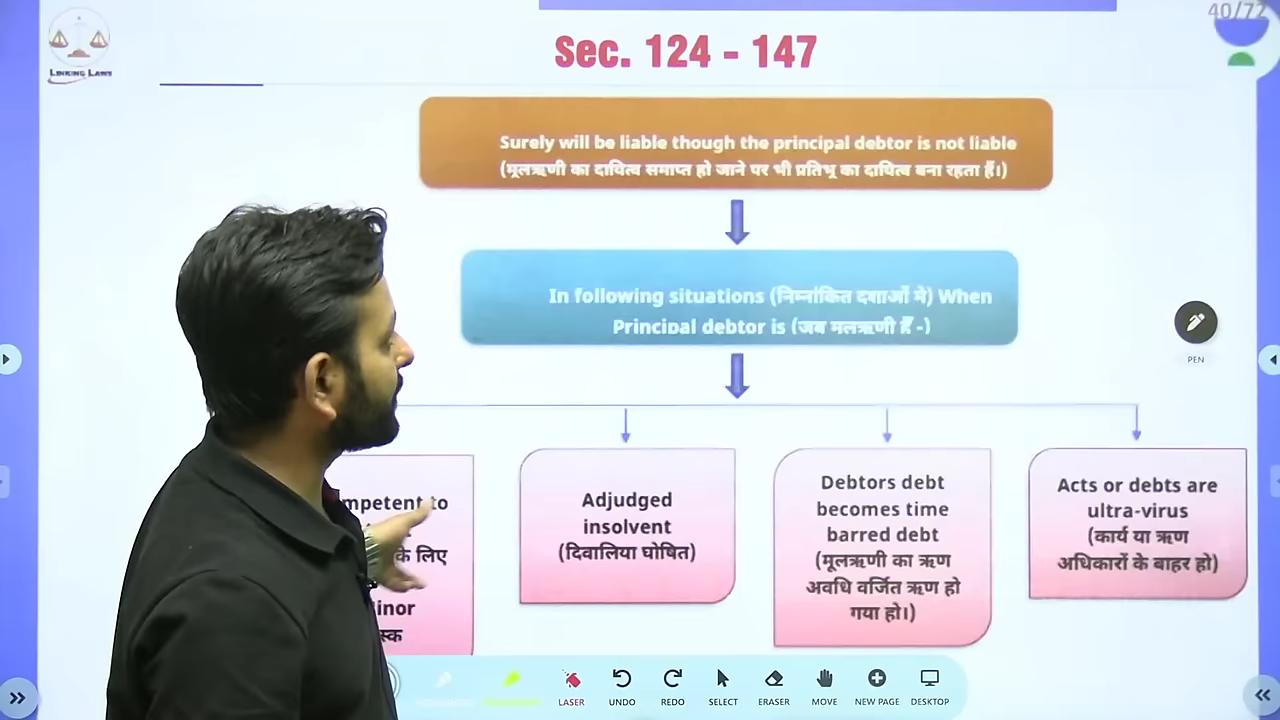 40/72
LINKING LAWS
Sec. 124 - 147
Surely will be liable though the principal debtor is not liable
(मूलऋणी का दायित्व समाप्त हो जाने पर भी प्रतिभू का दायित्व बना रहता हैं।)
In following situations (निम्नांकित दशाओं मे) When
Principal debtor is (जब मूलऋणी हैं -)
PEN
mpetent to
के लिए
inor
स्क
Adjudged
insolvent
(दिवालिया घोषित)
Debtors debt
becomes time
barred debt
(मूलऋणी का ऋण
अवधि वर्जित ऋण हो
गया हो।)
Acts or debts are
ultra-virus
(कार्य या ऋण
अधिकारों के बाहर हो)
LASER
UNDO
REDO
SELECT
ERASER
MOVE
NEW PAGE
DESKTOP